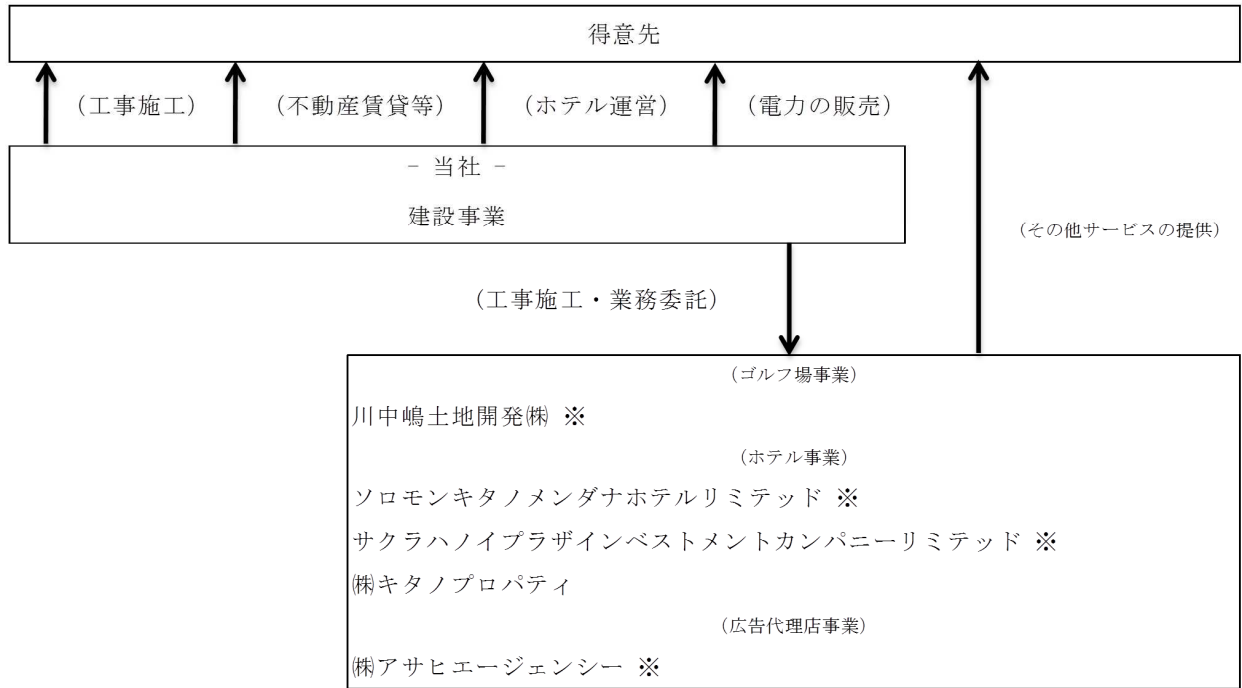 得意先
(工事施工) (不動産賃貸等) (ホテル運営) (電力の販売)
- 当社 -
建設事業
(その他サービスの提供)
(工事施工・業務委託)
(ゴルフ場事業)
川中嶋土地開発㈱ ※
(ホテル事業)
ソロモンキタノメンダナホテルリミテッド ※
サクラハノイプラザインベストメントカンパニーリミテッド ※
㈱キタノプロパティ
(広告代理店事業)
㈱アサヒエージェンシー ※